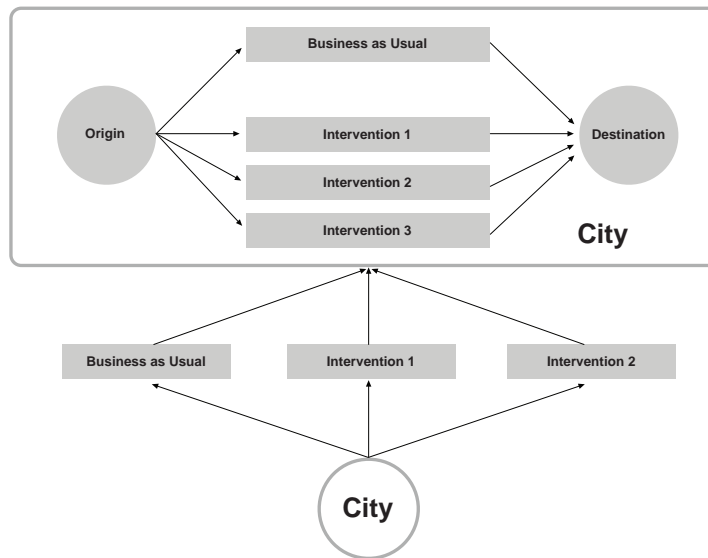 Business as Usual
Origin
Intervention 1
Destination
Intervention 2
Intervention 3
City
Business as Usual
Intervention 1
Intervention 2
City